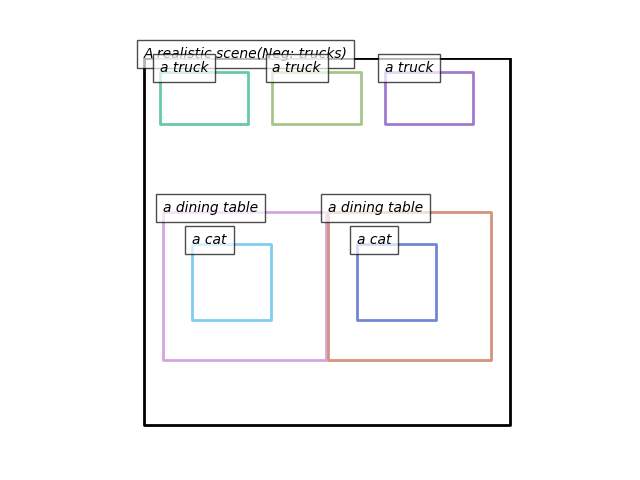 A realistic scene(Neg: trucks)
a truck
a truck
a truck
a dining table
a dining table
a cat
a cat